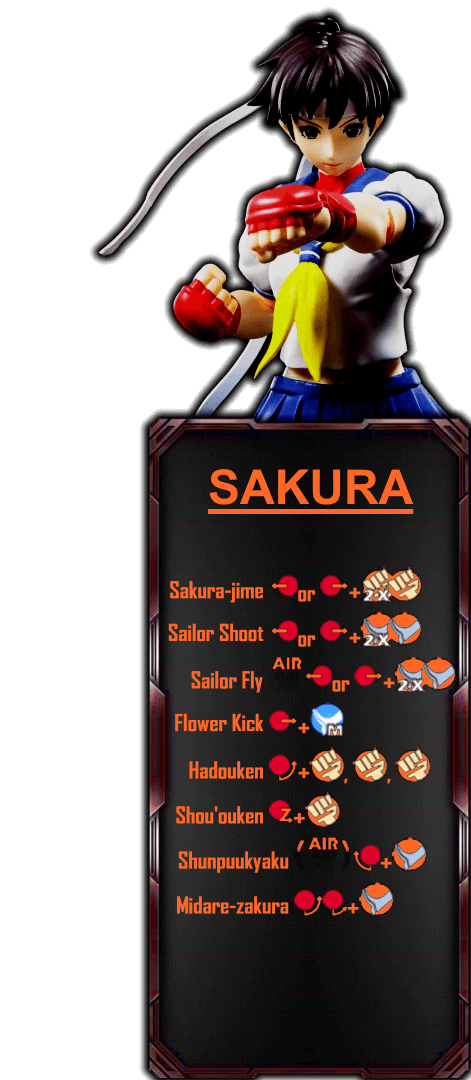 SAKURA
Sakura-jime or + 2X
Sailor Shoot or + 2X
Sailor Fly AIR or + 2X
Flower Kick + M
Hadouken + , ,
Shou'ouken +
Shunpuukyaku ( AIR ) +
Midare-zakura +